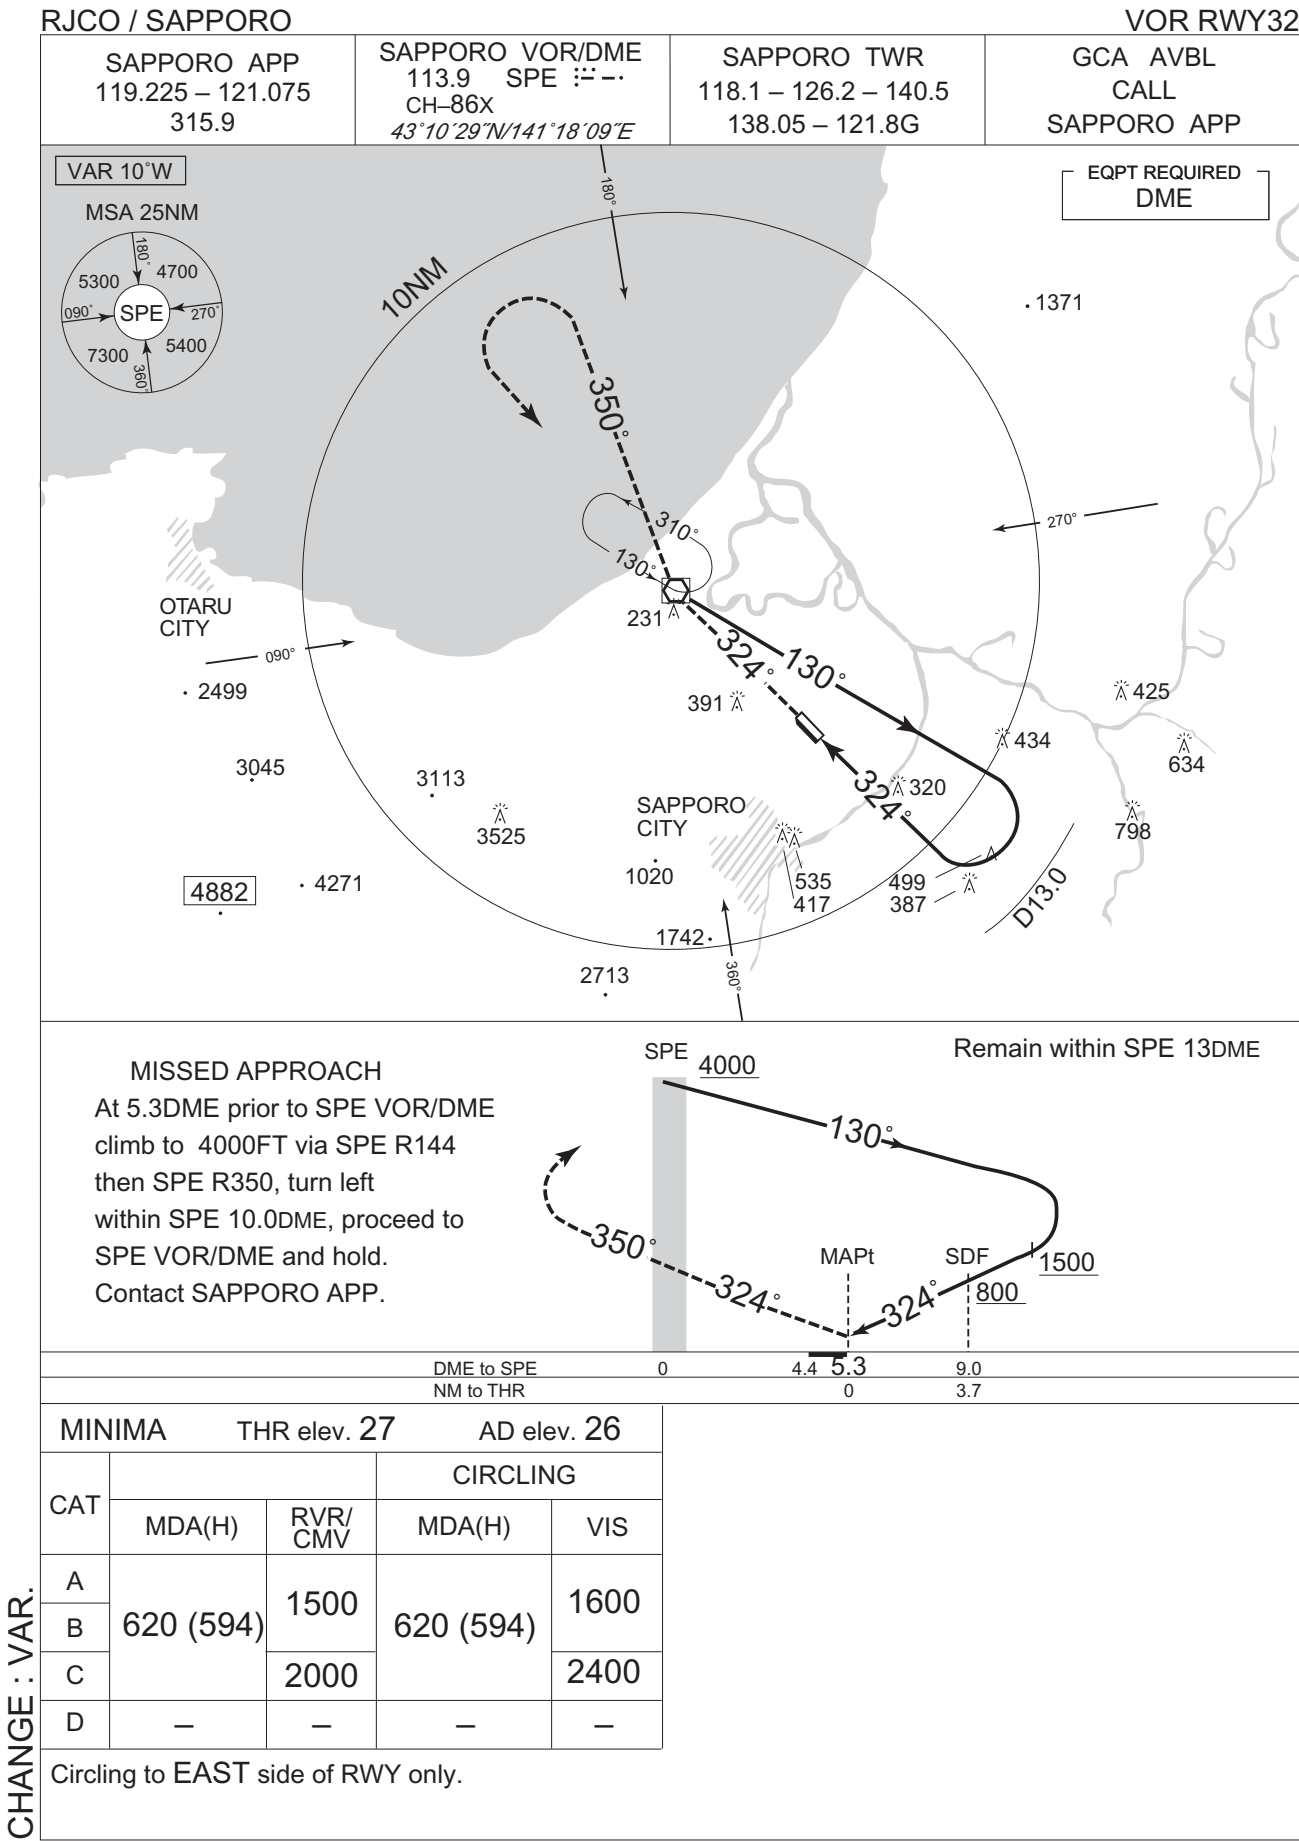 RJCO / SAPPORO
VOR RWY32
SAPPORO APP
119.225 – 121.075
315.9
SAPPORO VOR/DME
113.9 SPE
CH–86X
43°10´29˝N/141°18´09˝E
SAPPORO TWR
118.1 – 126.2 – 140.5
138.05 – 121.8G
GCA AVBL
CALL
SAPPORO APP
VAR 10°W
EQPT REQUIRED
DME
MSA 25NM
180°
5300
4700
090°
SPE
270°
7300
5400
360°
180°
10NM
1371
350°
310°
130°
270°
231
OTARU
CITY
090°
324°
130°
2499
391
425
434
634
3045
3113
3525
SAPPORO
CITY
324°
320
798
4882
4271
1020
535
417
499
387
D13.0
1742
360°
2713
MISSED APPROACH
At 5.3DME prior to SPE VOR/DME
climb to 4000FT via SPE R144
then SPE R350, turn left
within SPE 10.0DME, proceed to
SPE VOR/DME and hold.
Contact SAPPORO APP.
SPE
4000
Remain within SPE 13DME
130°
350°
324°
MAPt
SDF
1500
800
324°
DME to SPE 0 4.4 5.3 9.0
NM to THR 0 3.7
MINIMA THR elev. 27 AD elev. 26
CAT
CIRCLING
MDA(H)
RVR/
CMV
MDA(H)
VIS
A
B
C
620 (594)
1500
2000
620 (594)
1600
2400
D – – – –
Circling to EAST side of RWY only.
CHANGE : VAR.